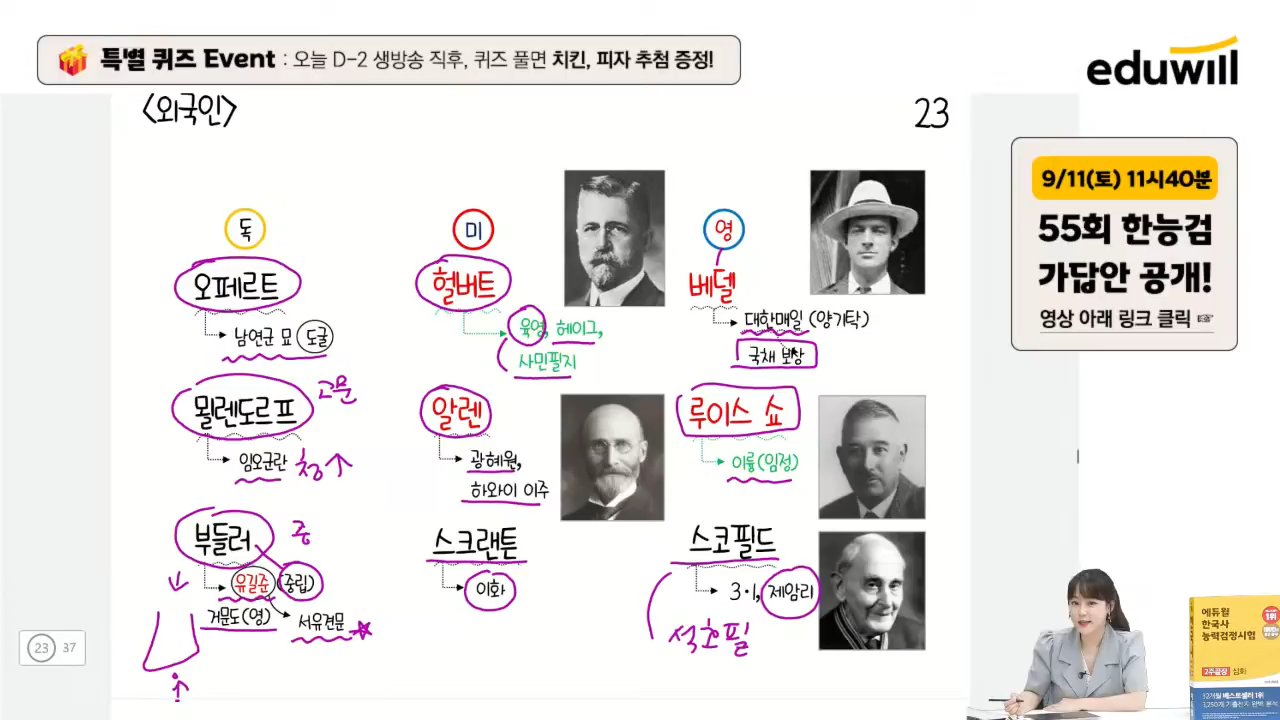 특별 퀴즈 Event : 오늘 D-2 생방송 직후, 퀴즈 풀면 치킨, 피자 추첨 증정!
eduwill
<외국인>
23
9/11(토) 11시40분
55회 한능검
가답안 공개!
영상 아래 링크 클릭 ☞
독
오페르트
남연군 묘 도굴
묄렌도르프
고문
임오군란
청↑
부들러
중
유길준 (중립)
거문도(영)
서유견문
미
헐버트
육영, 헤이그,
사민필지
알렌
광혜원,
하와이 이주
스크랜튼
이화
영
베델
대한매일 (양기탁)
국채 보상
루이스 쇼
이륭(임정)
스코필드
3·1, 제암리
석호필
23 37
에듀윌
한국사
능력검정시험
2주끝장 심화